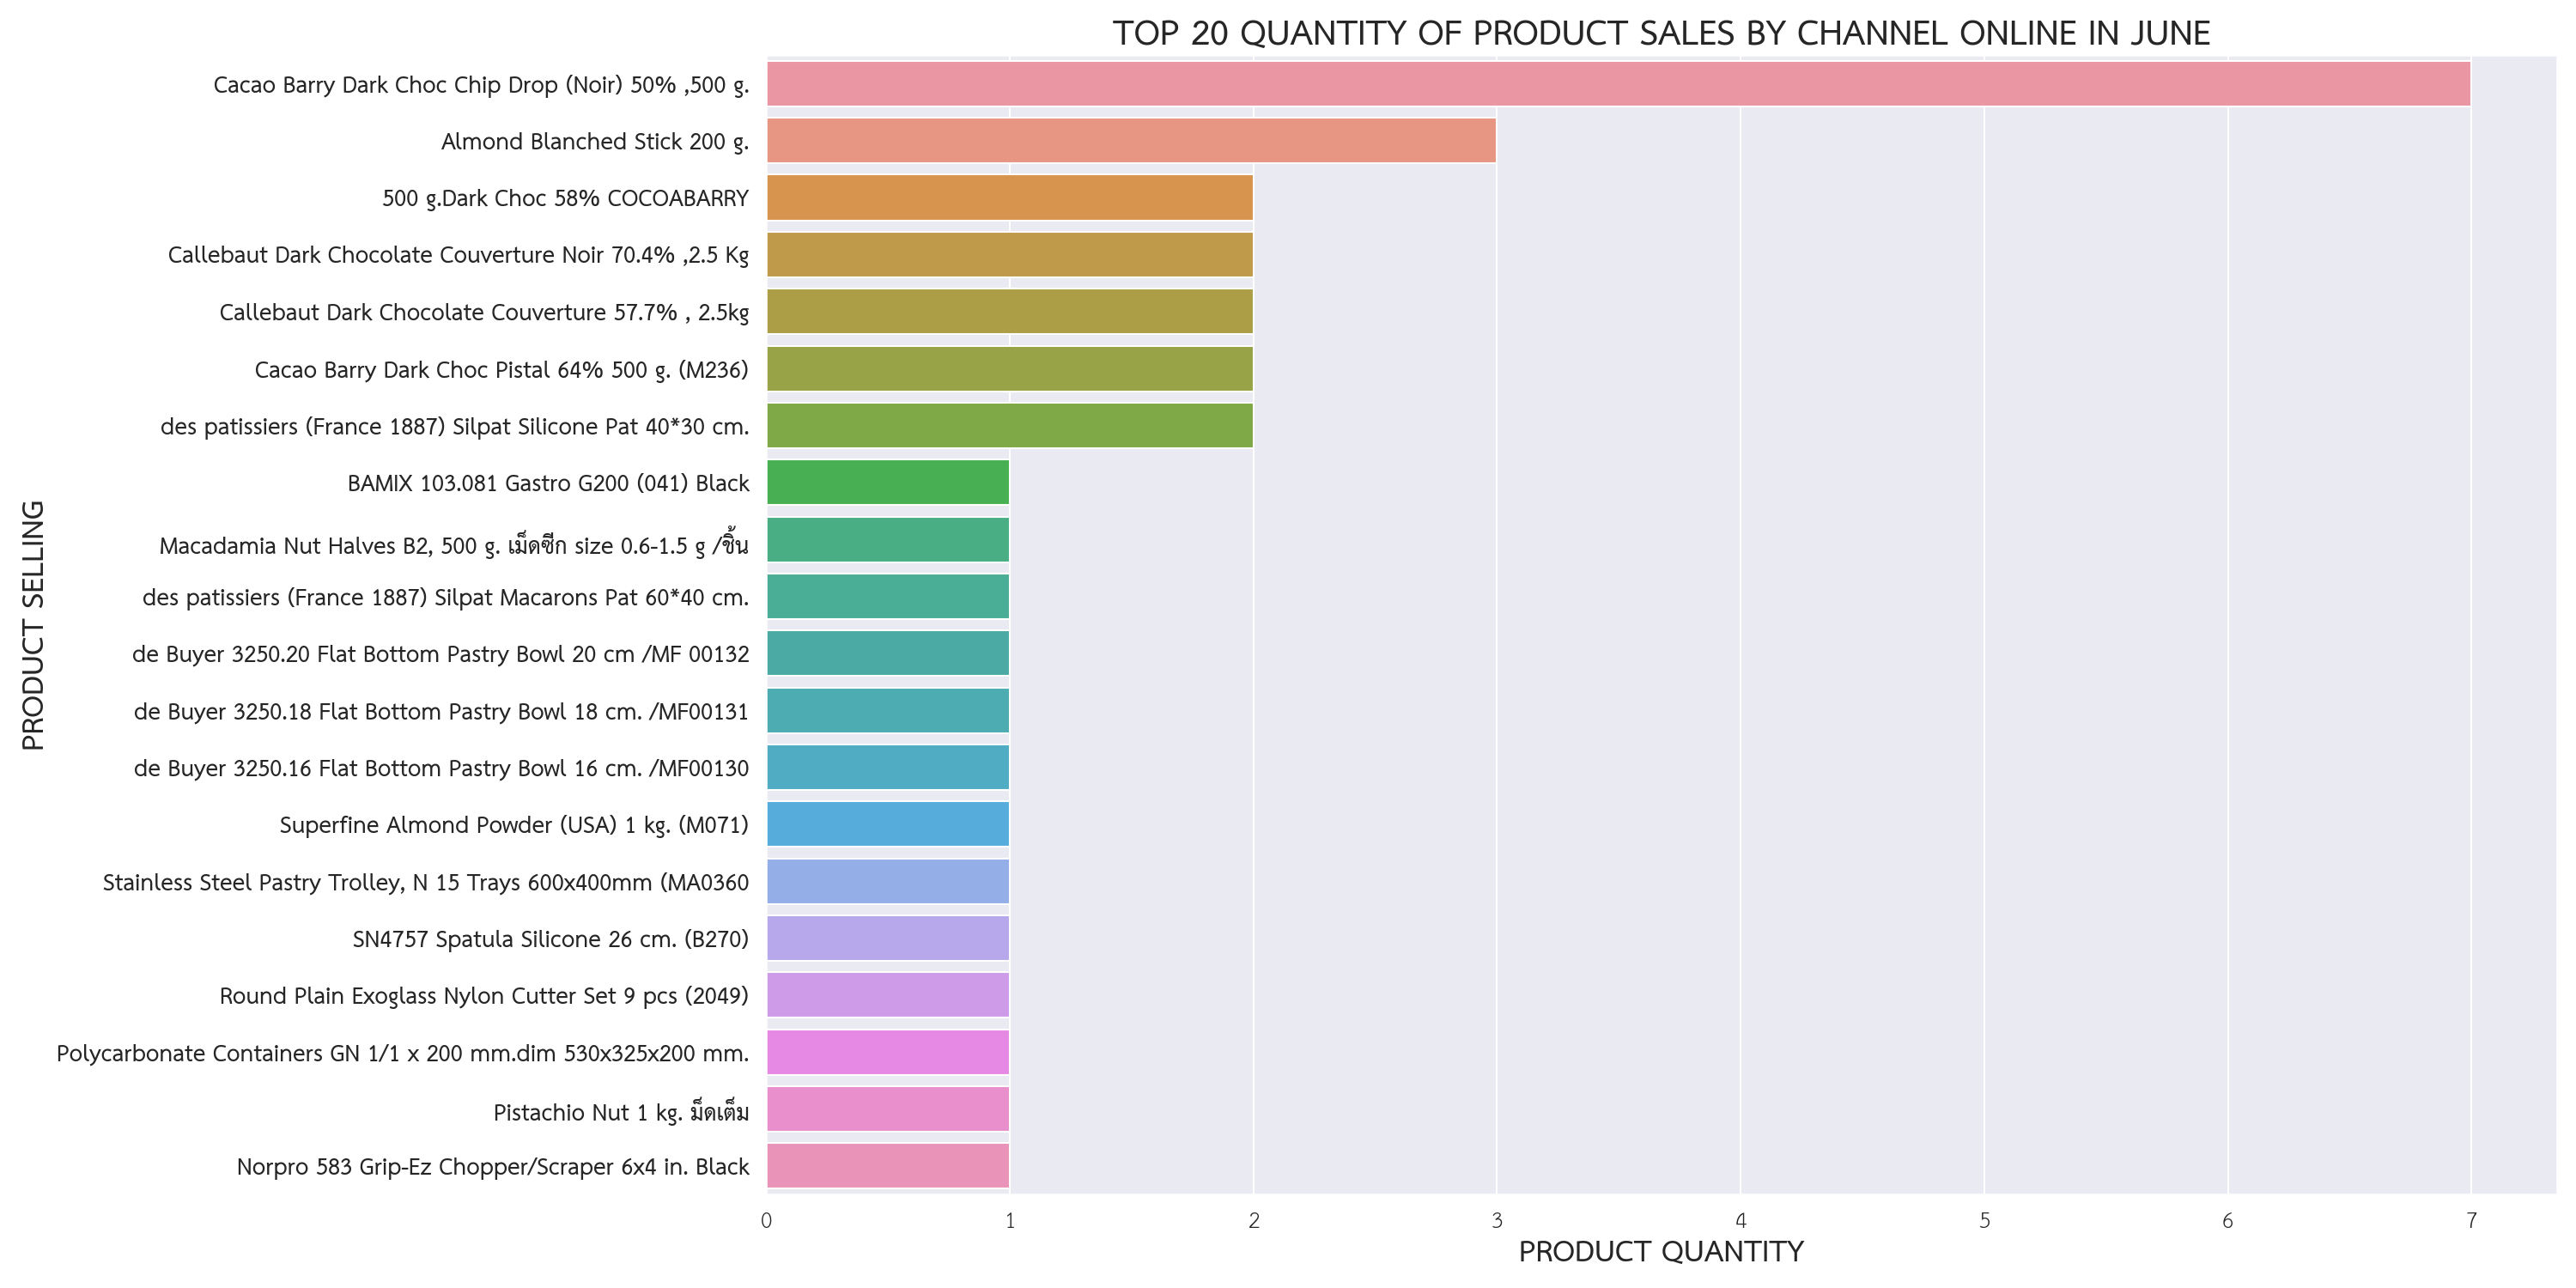 TOP 20 QUANTITY OF PRODUCT SALES BY CHANNEL ONLINE IN JUNE
PRODUCT SELLING
Cacao Barry Dark Choc Chip Drop (Noir) 50% ,500 g.
Almond Blanched Stick 200 g.
500 g.Dark Choc 58% COCOABARRY
Callebaut Dark Chocolate Couverture Noir 70.4% ,2.5 Kg
Callebaut Dark Chocolate Couverture 57.7% , 2.5kg
Cacao Barry Dark Choc Pistal 64% 500 g. (M236)
des patissiers (France 1887) Silpat Silicone Pat 40*30 cm.
BAMIX 103.081 Gastro G200 (041) Black
Macadamia Nut Halves B2, 500 g. เม็ดซีก size 0.6-1.5 g /ชิ้น
des patissiers (France 1887) Silpat Macarons Pat 60*40 cm.
de Buyer 3250.20 Flat Bottom Pastry Bowl 20 cm /MF 00132
de Buyer 3250.18 Flat Bottom Pastry Bowl 18 cm. /MF00131
de Buyer 3250.16 Flat Bottom Pastry Bowl 16 cm. /MF00130
Superfine Almond Powder (USA) 1 kg. (M071)
Stainless Steel Pastry Trolley, N 15 Trays 600x400mm (MA0360
SN4757 Spatula Silicone 26 cm. (B270)
Round Plain Exoglass Nylon Cutter Set 9 pcs (2049)
Polycarbonate Containers GN 1/1 x 200 mm.dim 530x325x200 mm.
Pistachio Nut 1 kg. ม็ดเต็ม
Norpro 583 Grip-Ez Chopper/Scraper 6x4 in. Black
0 1 2 3 4 5 6 7
PRODUCT QUANTITY